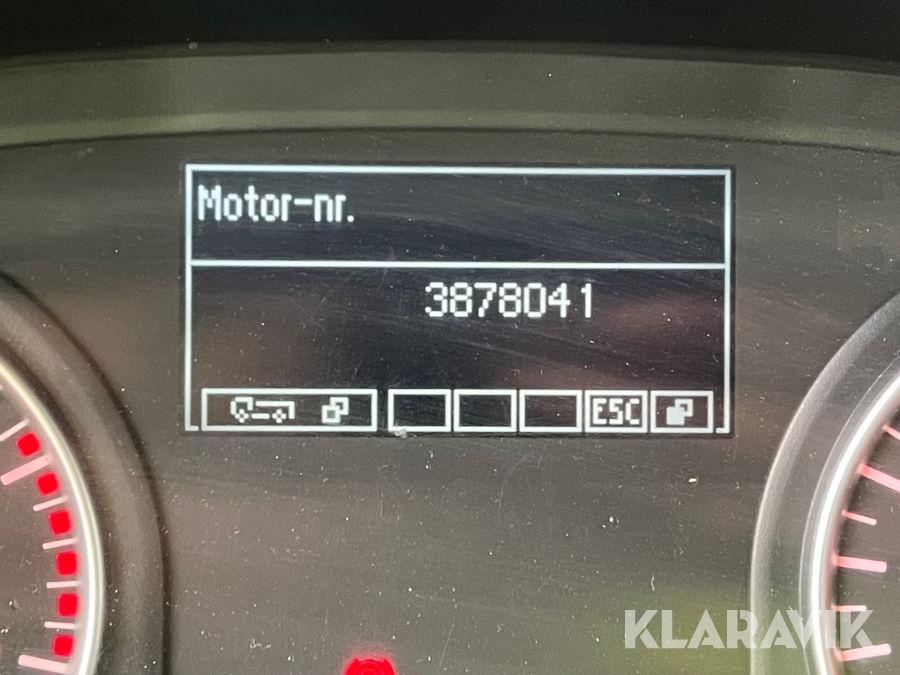 Motor-nr.
3878041
ESC
KLARAVIK